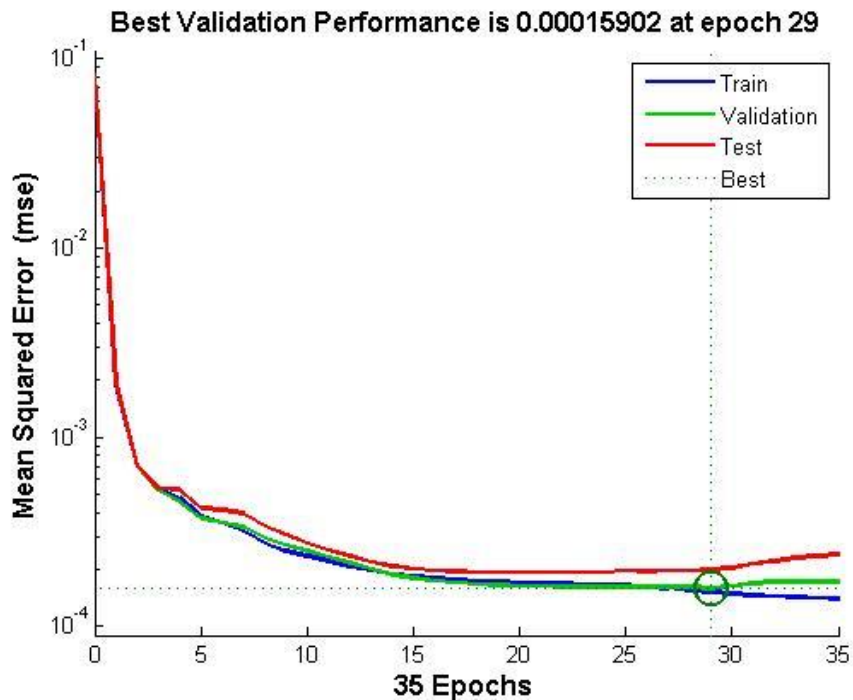 Best Validation Performance is 0.00015902 at epoch 29
Mean Squared Error (mse)
10^-1
10^-2
10^-3
10^-4
Train
Validation
Test
Best
0 5 10 15 20 25 30 35
35 Epochs